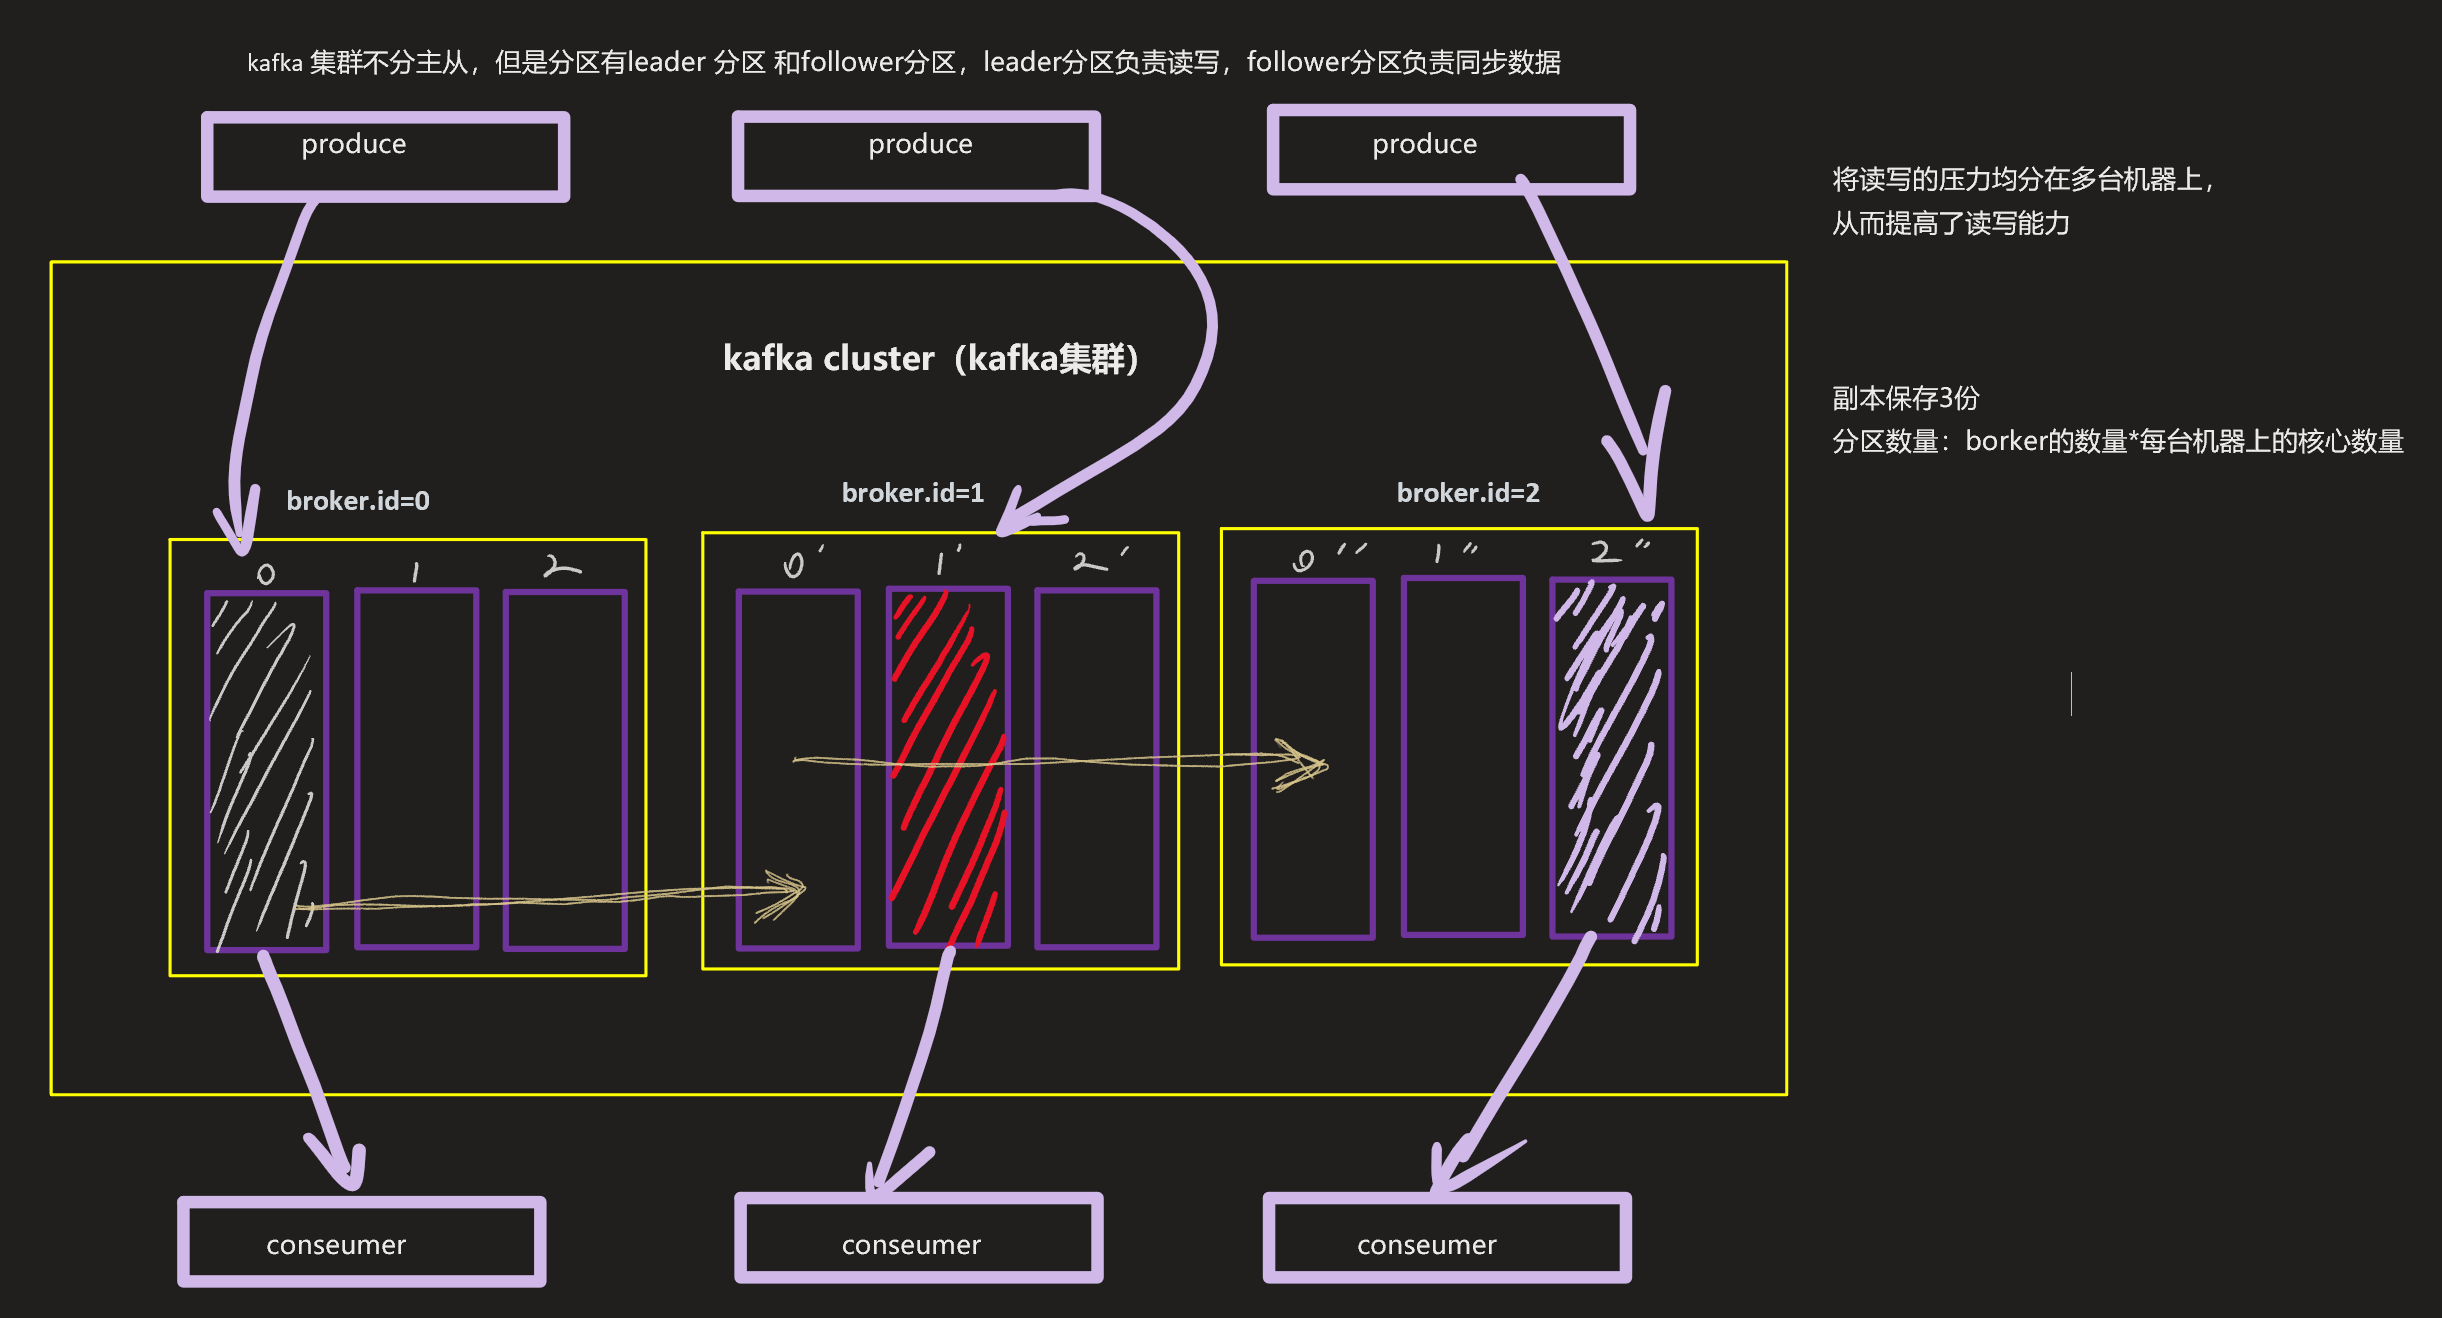 kafka 集群不分主从，但是分区有leader 分区 和follower分区，leader分区负责读写，follower分区负责同步数据
produce
produce
produce
将读写的压力均分在多台机器上，
从而提高了读写能力
kafka cluster（kafka集群）
副本保存3份
分区数量：borker的数量*每台机器上的核心数量
broker.id=0
broker.id=1
broker.id=2
0 1 2
0' 1' 2'
0'' 1'' 2''
conseumer
conseumer
conseumer